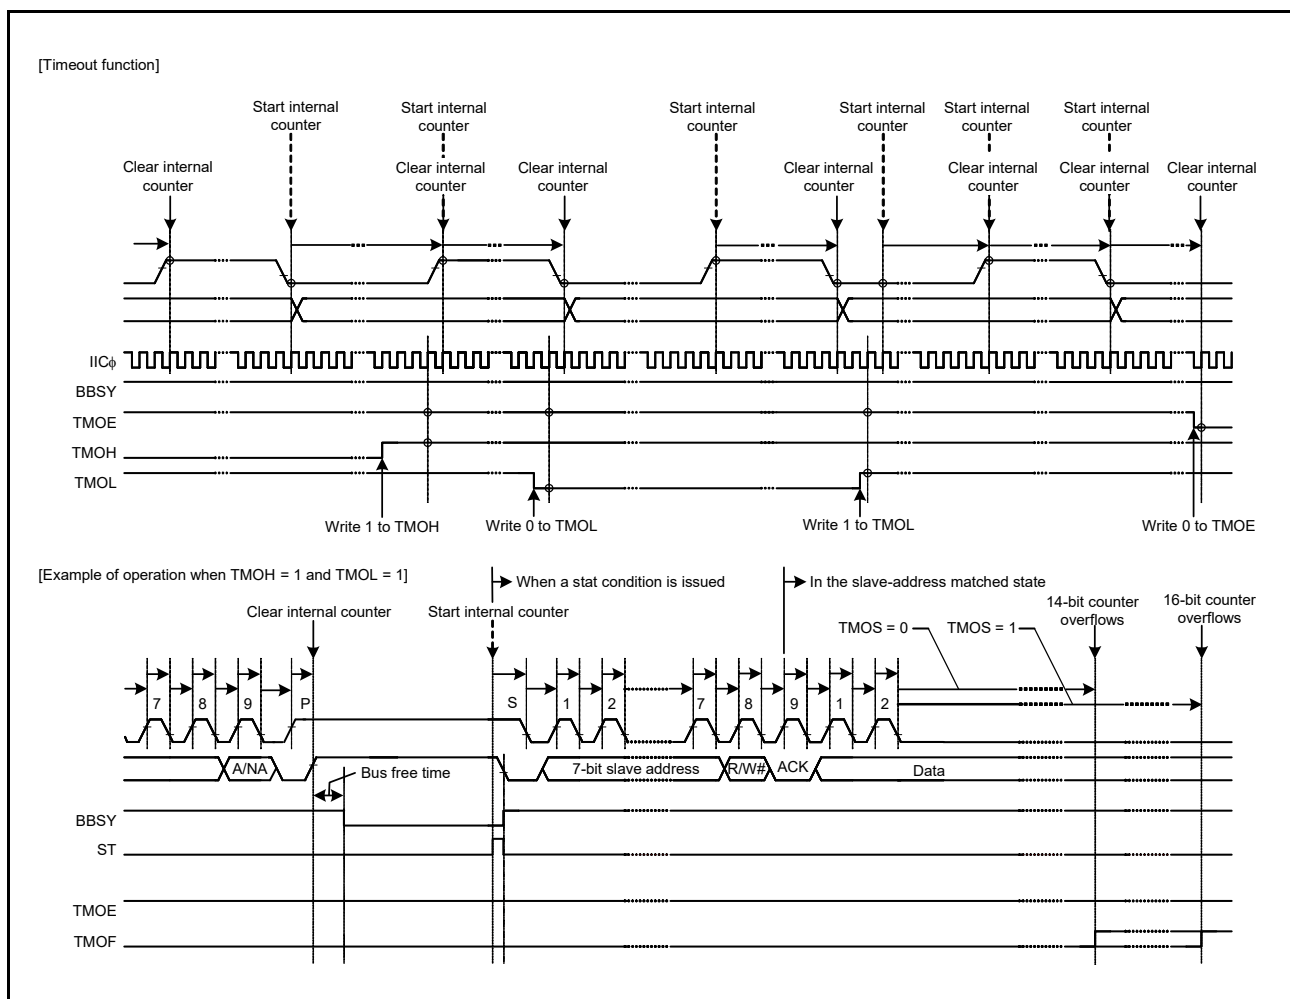 [Timeout function]
Start internal
counter
Start internal
counter
Start internal
counter
Start internal
counter
Start internal
counter
Start internal
counter
Clear internal
counter
Clear internal
counter
Clear internal
counter
Clear internal
counter
Clear internal
counter
Clear internal
counter
Clear internal
counter
IICϕ
BBSY
TMOE
TMOH
TMOL
Write 1 to TMOH
Write 0 to TMOL
Write 1 to TMOL
Write 0 to TMOE
[Example of operation when TMOH = 1 and TMOL = 1]
When a stat condition is issued
In the slave-address matched state
Clear internal counter
Start internal counter
14-bit counter
overflows
16-bit counter
overflows
TMOS = 0
TMOS = 1
7 8 9 P S 1 2 7 8 9 1 2
A/NA
7-bit slave address
R/W#
ACK
Data
Bus free time
BBSY
ST
TMOE
TMOF